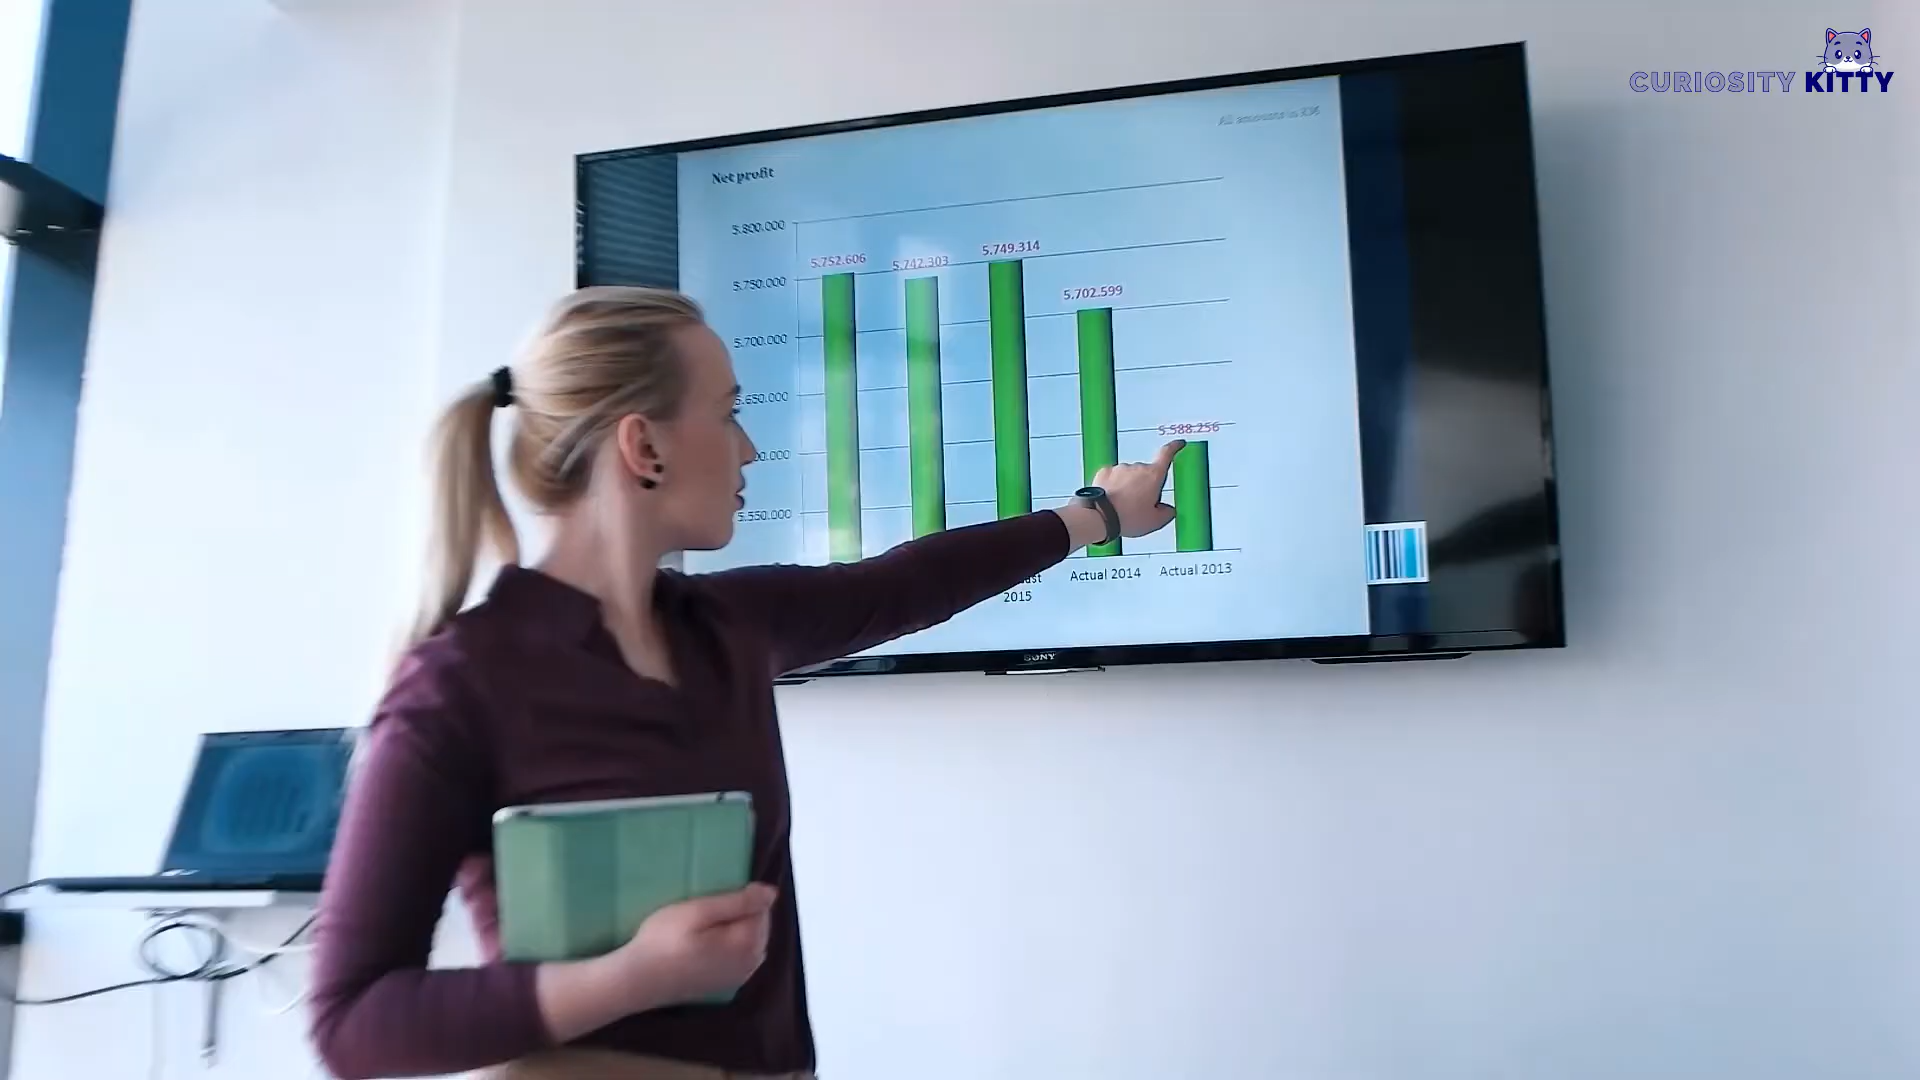 CURIOSITY KITTY
Net profit
5.800.000
5.750.000
5.700.000
5.650.000
00.000
5.550.000
5.752.606
5.742.303
5.749.314
5.702.599
5.588.256
2015
Actual 2014
Actual 2013
SONY